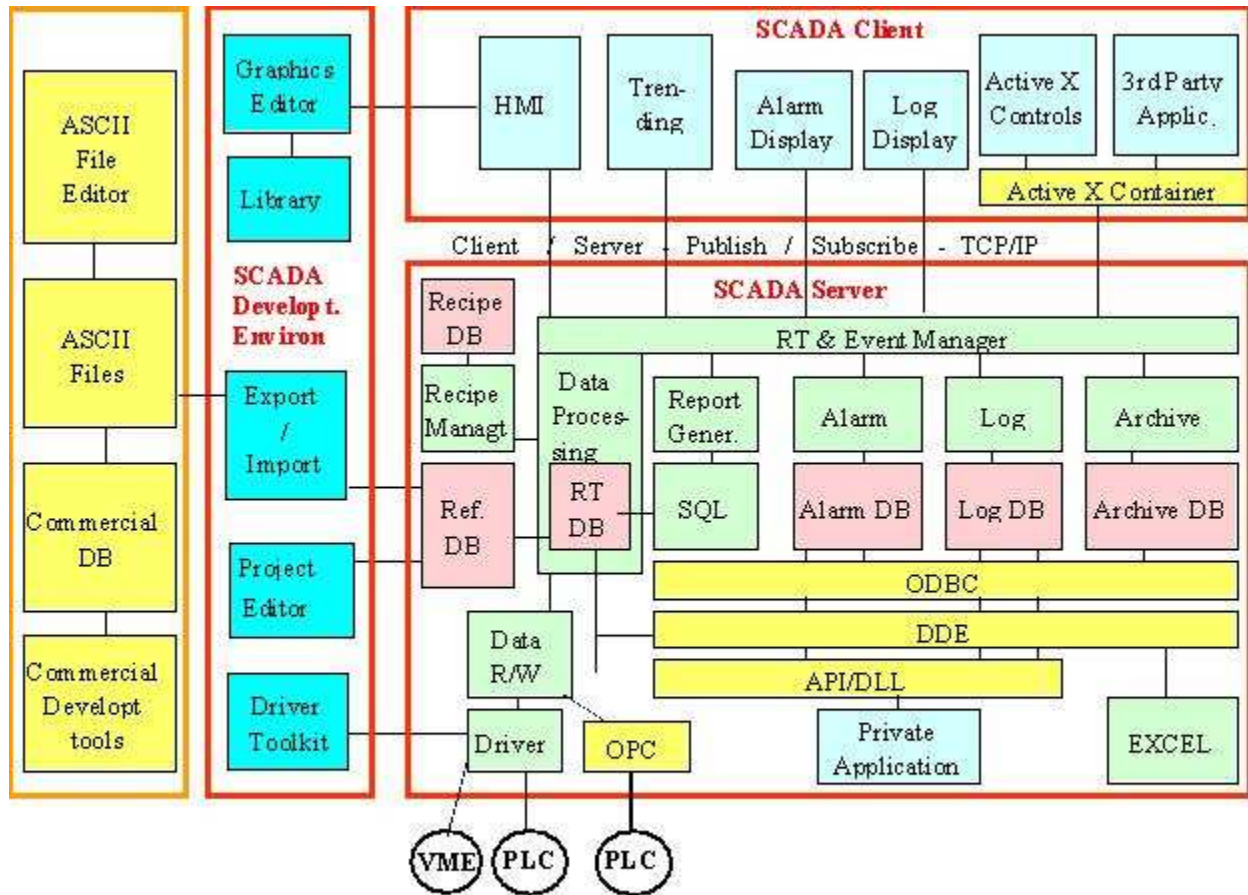 ASCII
File
Editor
ASCII
Files
Commercial
DB
Commercial
Developt
tools
Graphics
Editor
Library
SCADA
Developt.
Environ
Export
/
Import
Project
Editor
Driver
Toolkit
SCADA Client
HMI
Tren-
ding
Alarm
Display
Log
Display
Active X
Controls
3rd Party
Applic.
Active X Container
Client / Server - Publish / Subscribe - TCP/IP
SCADA Server
Recipe
DB
RT & Event Manager
Recipe
Managt
Data
Proces-
sing
Report
Gener.
Alarm
Log
Archive
Ref.
DB
RT
DB
SQL
Alarm DB
Log DB
Archive DB
ODBC
DDE
API/DLL
Data
R/W
Driver
OPC
Private
Application
EXCEL
VME
PLC
PLC